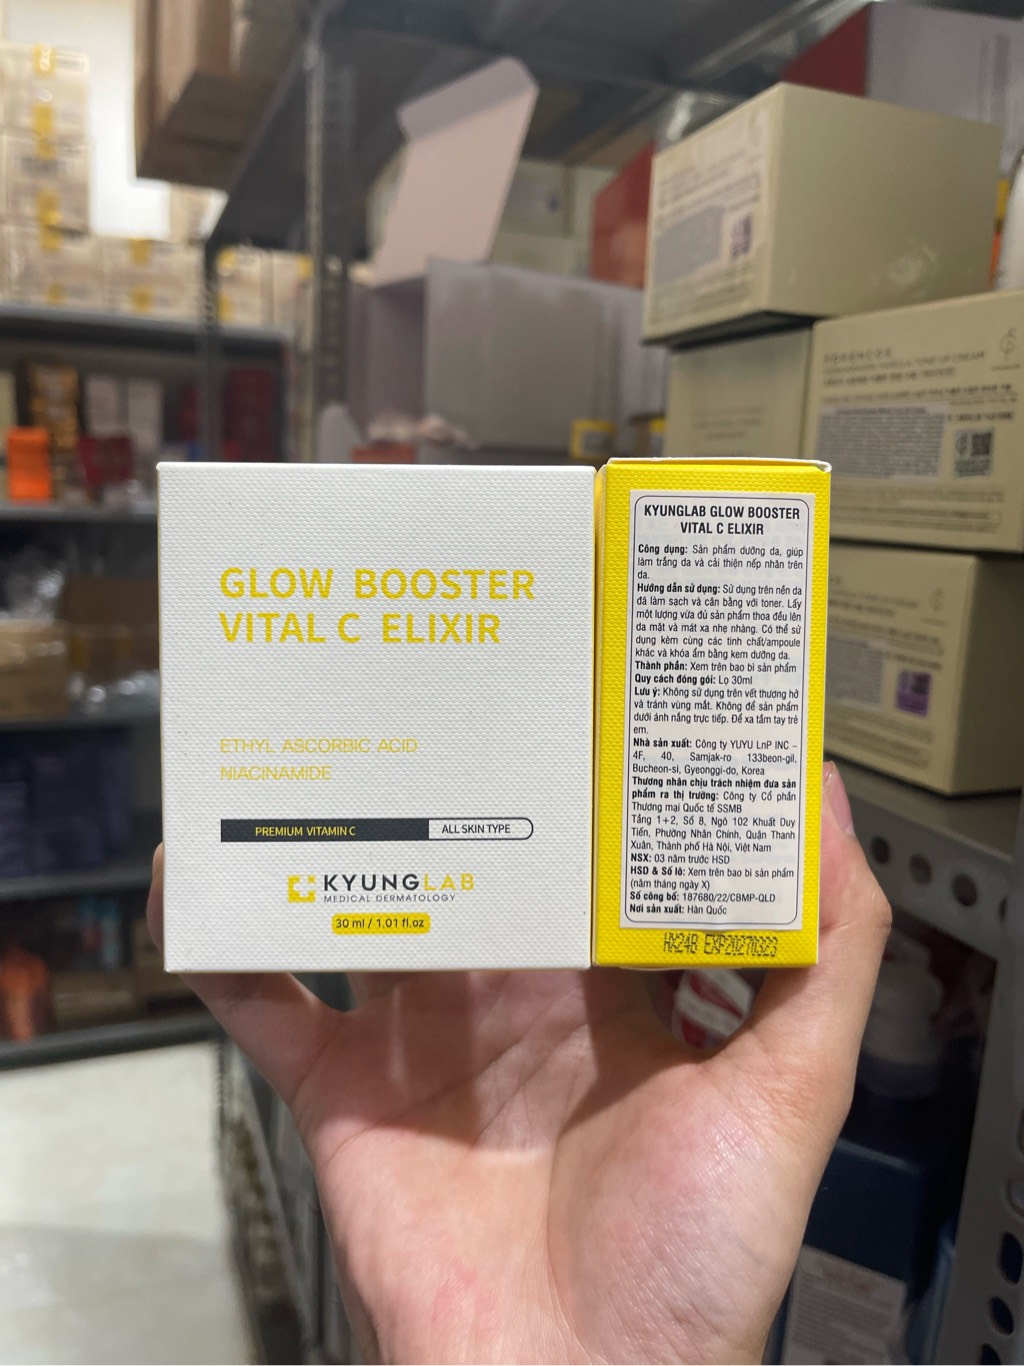 GLOW BOOSTER
VITAL C ELIXIR
ETHYL ASCORBIC ACID
NIACINAMIDE
PREMIUM VITAMIN C
ALL SKIN TYPE
KYUNGLAB
MEDICAL DERMATOLOGY
30 ml / 1.01 fl.oz
KYUNGLAB GLOW BOOSTER
VITAL C ELIXIR
Công dụng: Sản phẩm dưỡng da, giúp
làm trắng da và cải thiện nếp nhăn trên
da.
Hướng dẫn sử dụng: Sử dụng trên nền da
đã làm sạch và cân bằng với toner. Lấy
một lượng vừa đủ sản phẩm thoa đều lên
da mặt và mát xa nhẹ nhàng. Có thể sử
dụng kèm cùng các tinh chất/ampoule
khác và khóa ẩm bằng kem dưỡng da.
Thành phần: Xem trên bao bì sản phẩm
Quy cách đóng gói: Lọ 30ml
Lưu ý: Không sử dụng trên vết thương hở
và tránh vùng mắt. Không để sản phẩm
dưới ánh nắng trực tiếp. Để xa tầm tay trẻ
em.
Nhà sản xuất: Công ty YUYU LnP INC –
4F, 40, Samjak-ro 133beon-gil,
Bucheon-si, Gyeonggi-do, Korea
Thương nhân chịu trách nhiệm đưa sản
phẩm ra thị trường: Công ty Cổ phần
Thương mại Quốc tế SSMB
Tầng 1+2, Số 8, Ngõ 102 Khuất Duy
Tiến, Phường Nhân Chính, Quận Thanh
Xuân, Thành phố Hà Nội, Việt Nam
NSX: 03 năm trước HSD
HSD & Số lô: Xem trên bao bì sản phẩm
(năm tháng ngày X)
Số công bố: 187680/22/CBMP-QLD
Nơi sản xuất: Hàn Quốc
HX24B EXP20270323